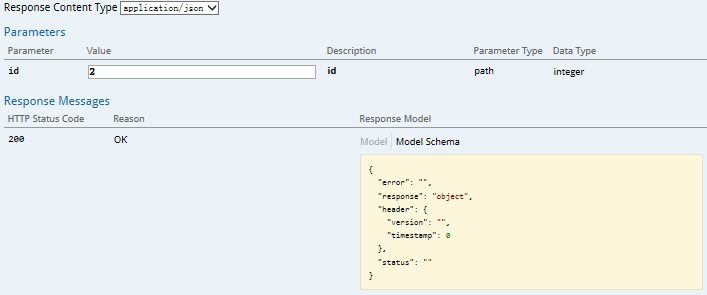 Response Content Type application/json
Parameters
Parameter Value Description Parameter Type Data Type
id 2 id path integer
Response Messages
HTTP Status Code Reason Response Model
200 OK Model Model Schema
{
"error": "",
"response": "object",
"header": {
"version": "",
"timestamp": 0
},
"status": ""
}